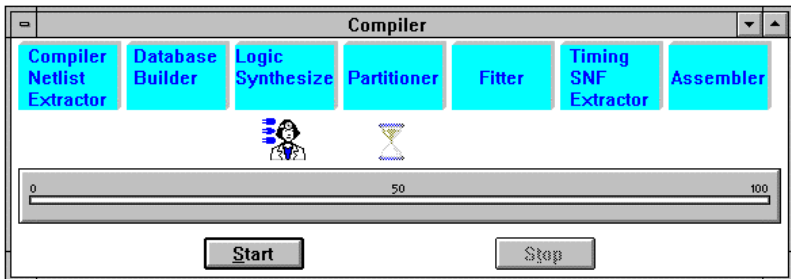 Compiler
Compiler
Netlist
Extractor
Database
Builder
Logic
Synthesize
Partitioner
Fitter
Timing
SNF
Extractor
Assembler
0 50 100
Start
Stop